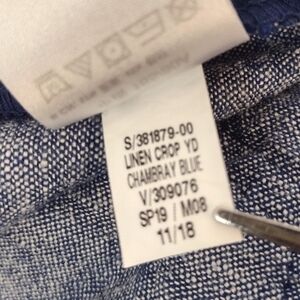 S/381879-00
LINEN CROP YD
CHAMBRAY BLUE
V/309076
SP19 / M08
11/18